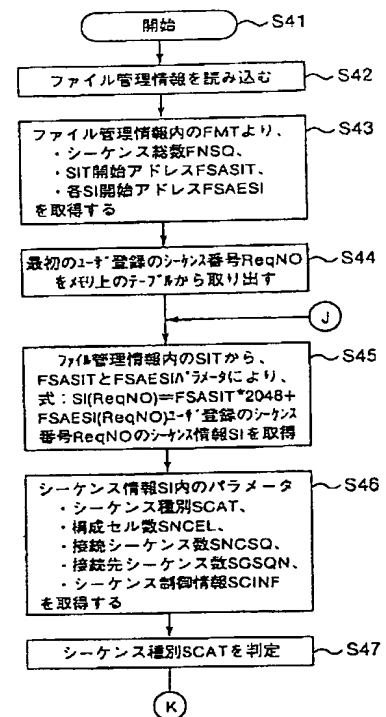 開始
S41
ファイル管理情報を読み込む
S42
ファイル管理情報内のFMTより、
・シーケンス総数FNSQ、
・SIT開始アドレスFSASIT、
・各SI開始アドレスFSAESI
を取得する
S43
最初のユーザ登録のシーケンス番号ReqNO
をメモリ上のテーブルから取り出す
S44
J
ファイル管理情報内のSITから、
FSASITとFSAESIパラメータにより、
式：SI(ReqNO)=FSASIT*2048+
FSAESI(ReqNO)ユーザ登録のシーケンス
番号ReqNOのシーケンス情報SIを取得
S45
シーケンス情報SI内のパラメータ
・シーケンス種別SCAT、
・構成セル数SNCEL、
・接続シーケンス数SNCSQ、
・接続先シーケンス数SGSQN、
・シーケンス制御情報SCINF
を取得する
S46
シーケンス種別SCATを判定
S47
K